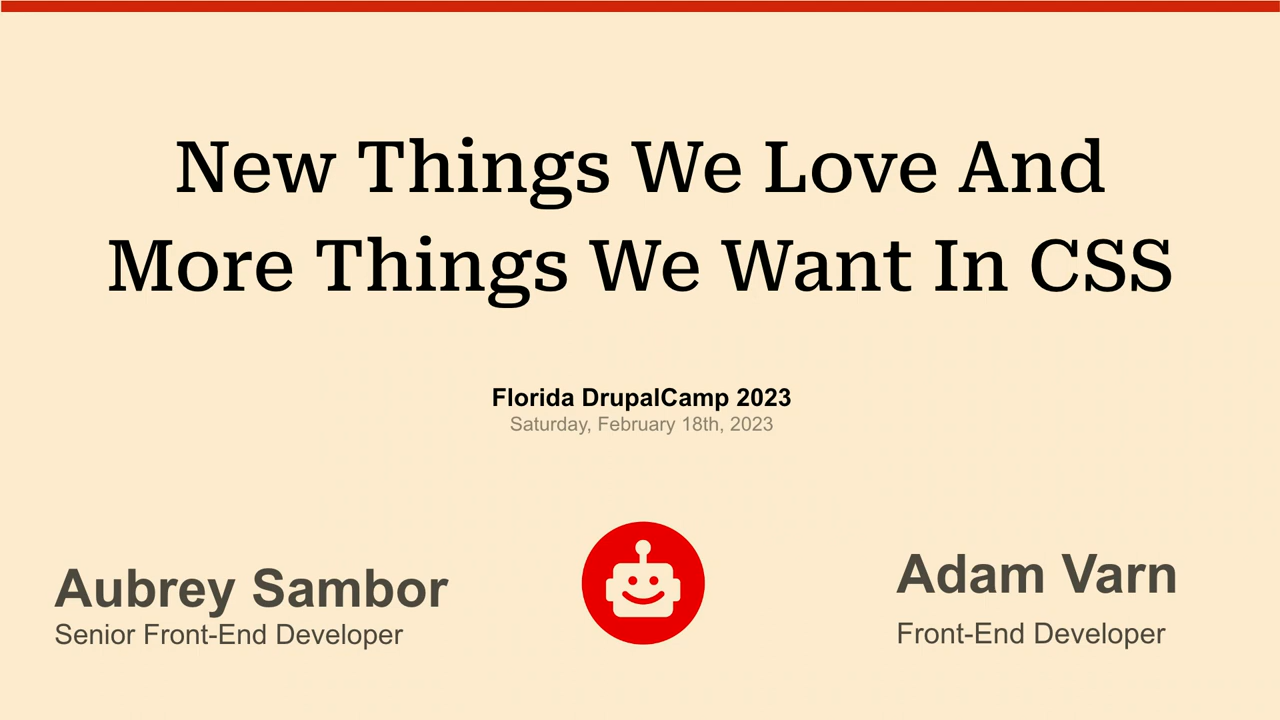 New Things We Love And
More Things We Want In CSS
Florida DrupalCamp 2023
Saturday, February 18th, 2023
Aubrey Sambor
Senior Front-End Developer
Adam Varn
Front-End Developer